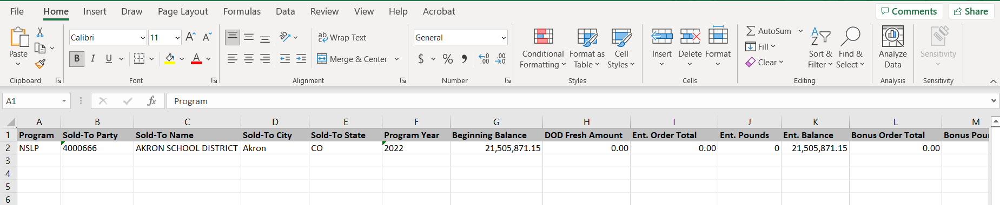 File Home Insert Draw Page Layout Formulas Data Review View Help Acrobat Comments Share
Calibri 11 A A ab Wrap Text General AutoSum
Paste B I U A Merge & Center $ % 9 .00 .00 Conditional Formatting Format as Table Cell Styles Insert Delete Format Fill Clear Sort & Filter Find & Select Analyze Data Sensitivity
Clipboard Font Alignment Number Styles Cells Editing Analysis Sensitivity
A1 fx Program
A B C D E F G H I J K L M
1 Program Sold-To Party Sold-To Name Sold-To City Sold-To State Program Year Beginning Balance DOD Fresh Amount Ent. Order Total Ent. Pounds Ent. Balance Bonus Order Total Bonus
2 NSLP 4000666 AKRON SCHOOL DISTRICT Akron CO 2022 21,505,871.15 0.00 0.00 0 21,505,871.15 0.00
3
4
5
6